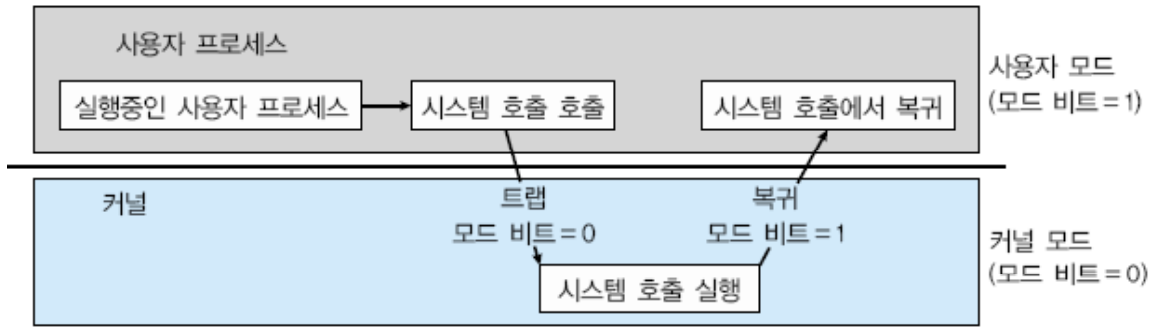 사용자 프로세스
실행중인 사용자 프로세스
시스템 호출 호출
시스템 호출에서 복귀
사용자 모드
(모드 비트=1)
커널
트랩
모드 비트=0
복귀
모드 비트=1
시스템 호출 실행
커널 모드
(모드 비트=0)